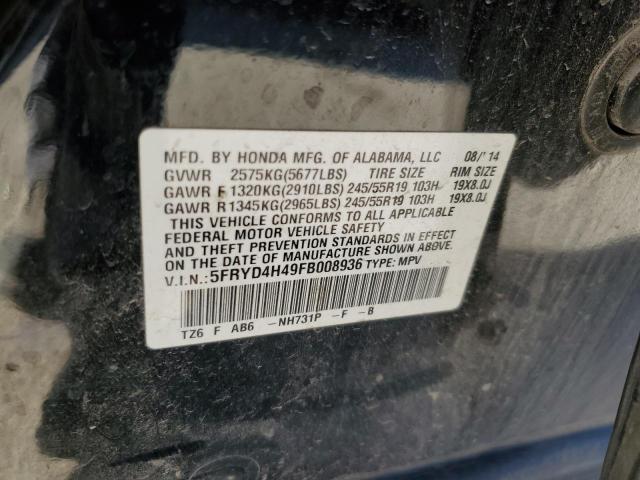 MFD. BY HONDA MFG. OF ALABAMA, LLC 08/'14
GVWR 2575KG(5677LBS) TIRE SIZE RIM SIZE
GAWR F1320KG(2910LBS) 245/55R19 103H 19X8.0J
GAWR R1345KG(2965LBS) 245/55R19 103H 19X8.0J
THIS VEHICLE CONFORMS TO ALL APPLICABLE
FEDERAL MOTOR VEHICLE SAFETY
AND THEFT PREVENTION STANDARDS IN EFFECT
ON THE DATE OF MANUFACTURE SHOWN ABOVE.
V.I.N.: 5FRYD4H49FB008936 TYPE: MPV
TZ6 F AB6 -NH731P -F -B